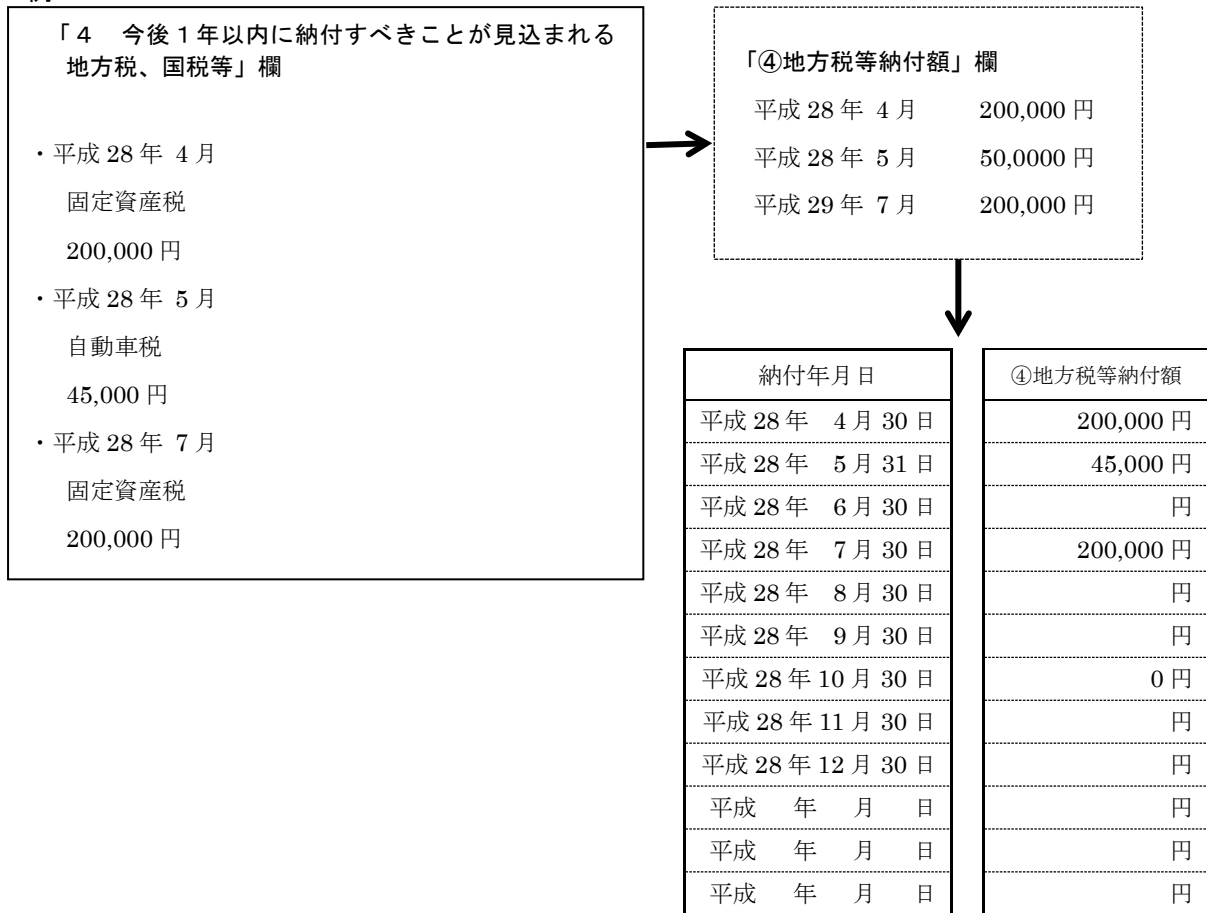 「４　今後１年以内に納付すべきことが見込まれる
地方税、国税等」欄
・平成 28 年 4 月
固定資産税
200,000 円
・平成 28 年 5 月
自動車税
45,000 円
・平成 28 年 7 月
固定資産税
200,000 円
「④地方税等納付額」欄
平成 28 年 4 月 200,000 円
平成 28 年 5 月 50,0000 円
平成 29 年 7 月 200,000 円
納付年月日 ④地方税等納付額
平成 28 年 4 月 30 日 200,000 円
平成 28 年 5 月 31 日 45,000 円
平成 28 年 6 月 30 日 円
平成 28 年 7 月 30 日 200,000 円
平成 28 年 8 月 30 日 円
平成 28 年 9 月 30 日 円
平成 28 年 10 月 30 日 0 円
平成 28 年 11 月 30 日 円
平成 28 年 12 月 30 日 円
平成 年 月 日 円
平成 年 月 日 円
平成 年 月 日 円